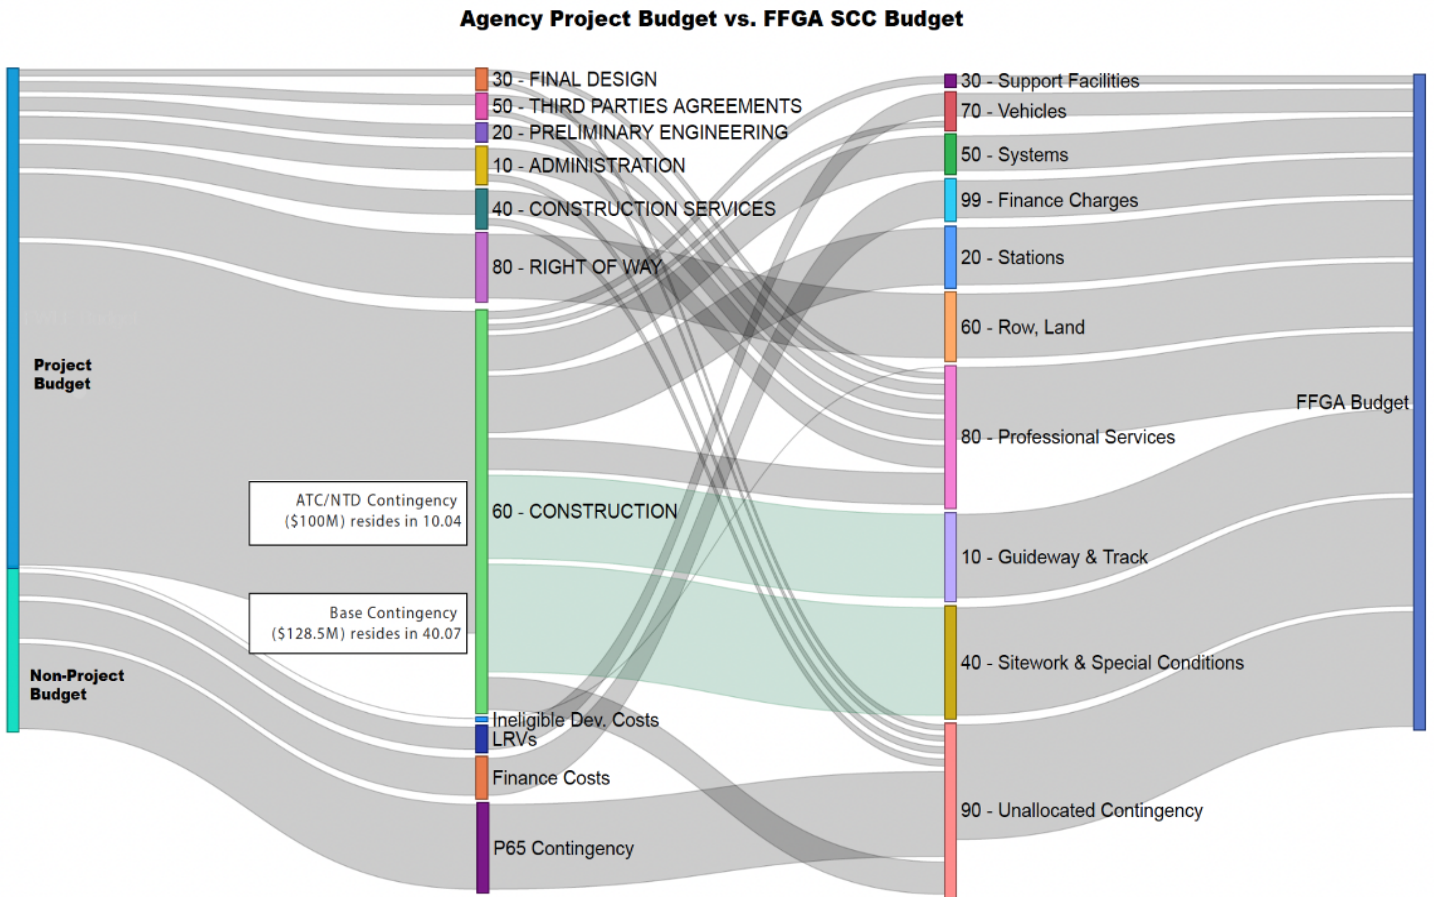 Agency Project Budget vs. FFGA SCC Budget
30 - FINAL DESIGN
50 - THIRD PARTIES AGREEMENTS
20 - PRELIMINARY ENGINEERING
10 - ADMINISTRATION
40 - CONSTRUCTION SERVICES
80 - RIGHT OF WAY
60 - CONSTRUCTION
Ineligible Dev. Costs
LRVs
Finance Costs
P65 Contingency
Project
Budget
Non-Project
Budget
ATC/NTD Contingency
($100M) resides in 10.04
Base Contingency
($128.5M) resides in 40.07
30 - Support Facilities
70 - Vehicles
50 - Systems
99 - Finance Charges
20 - Stations
60 - Row, Land
80 - Professional Services
10 - Guideway & Track
40 - Sitework & Special Conditions
90 - Unallocated Contingency
FFGA Budget